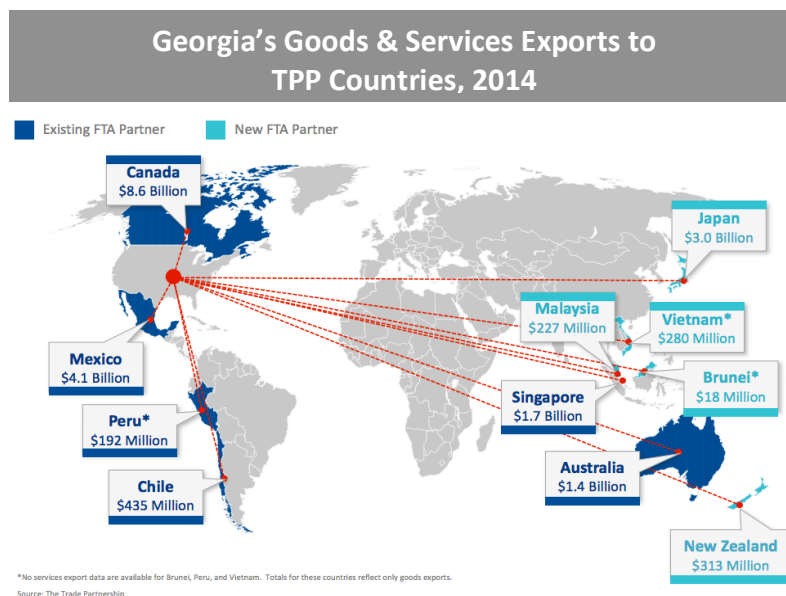 Georgia's Goods & Services Exports to
TPP Countries, 2014
Existing FTA Partner
New FTA Partner
Canada
$8.6 Billion
Japan
$3.0 Billion
Malaysia
$227 Million
Vietnam*
$280 Million
Mexico
$4.1 Billion
Brunei*
$18 Million
Singapore
$1.7 Billion
Peru*
$192 Million
Australia
$1.4 Billion
Chile
$435 Million
New Zealand
$313 Million
*No services export data are available for Brunei, Peru, and Vietnam. Totals for these countries reflect only goods exports.
Source: The Trade Partnership